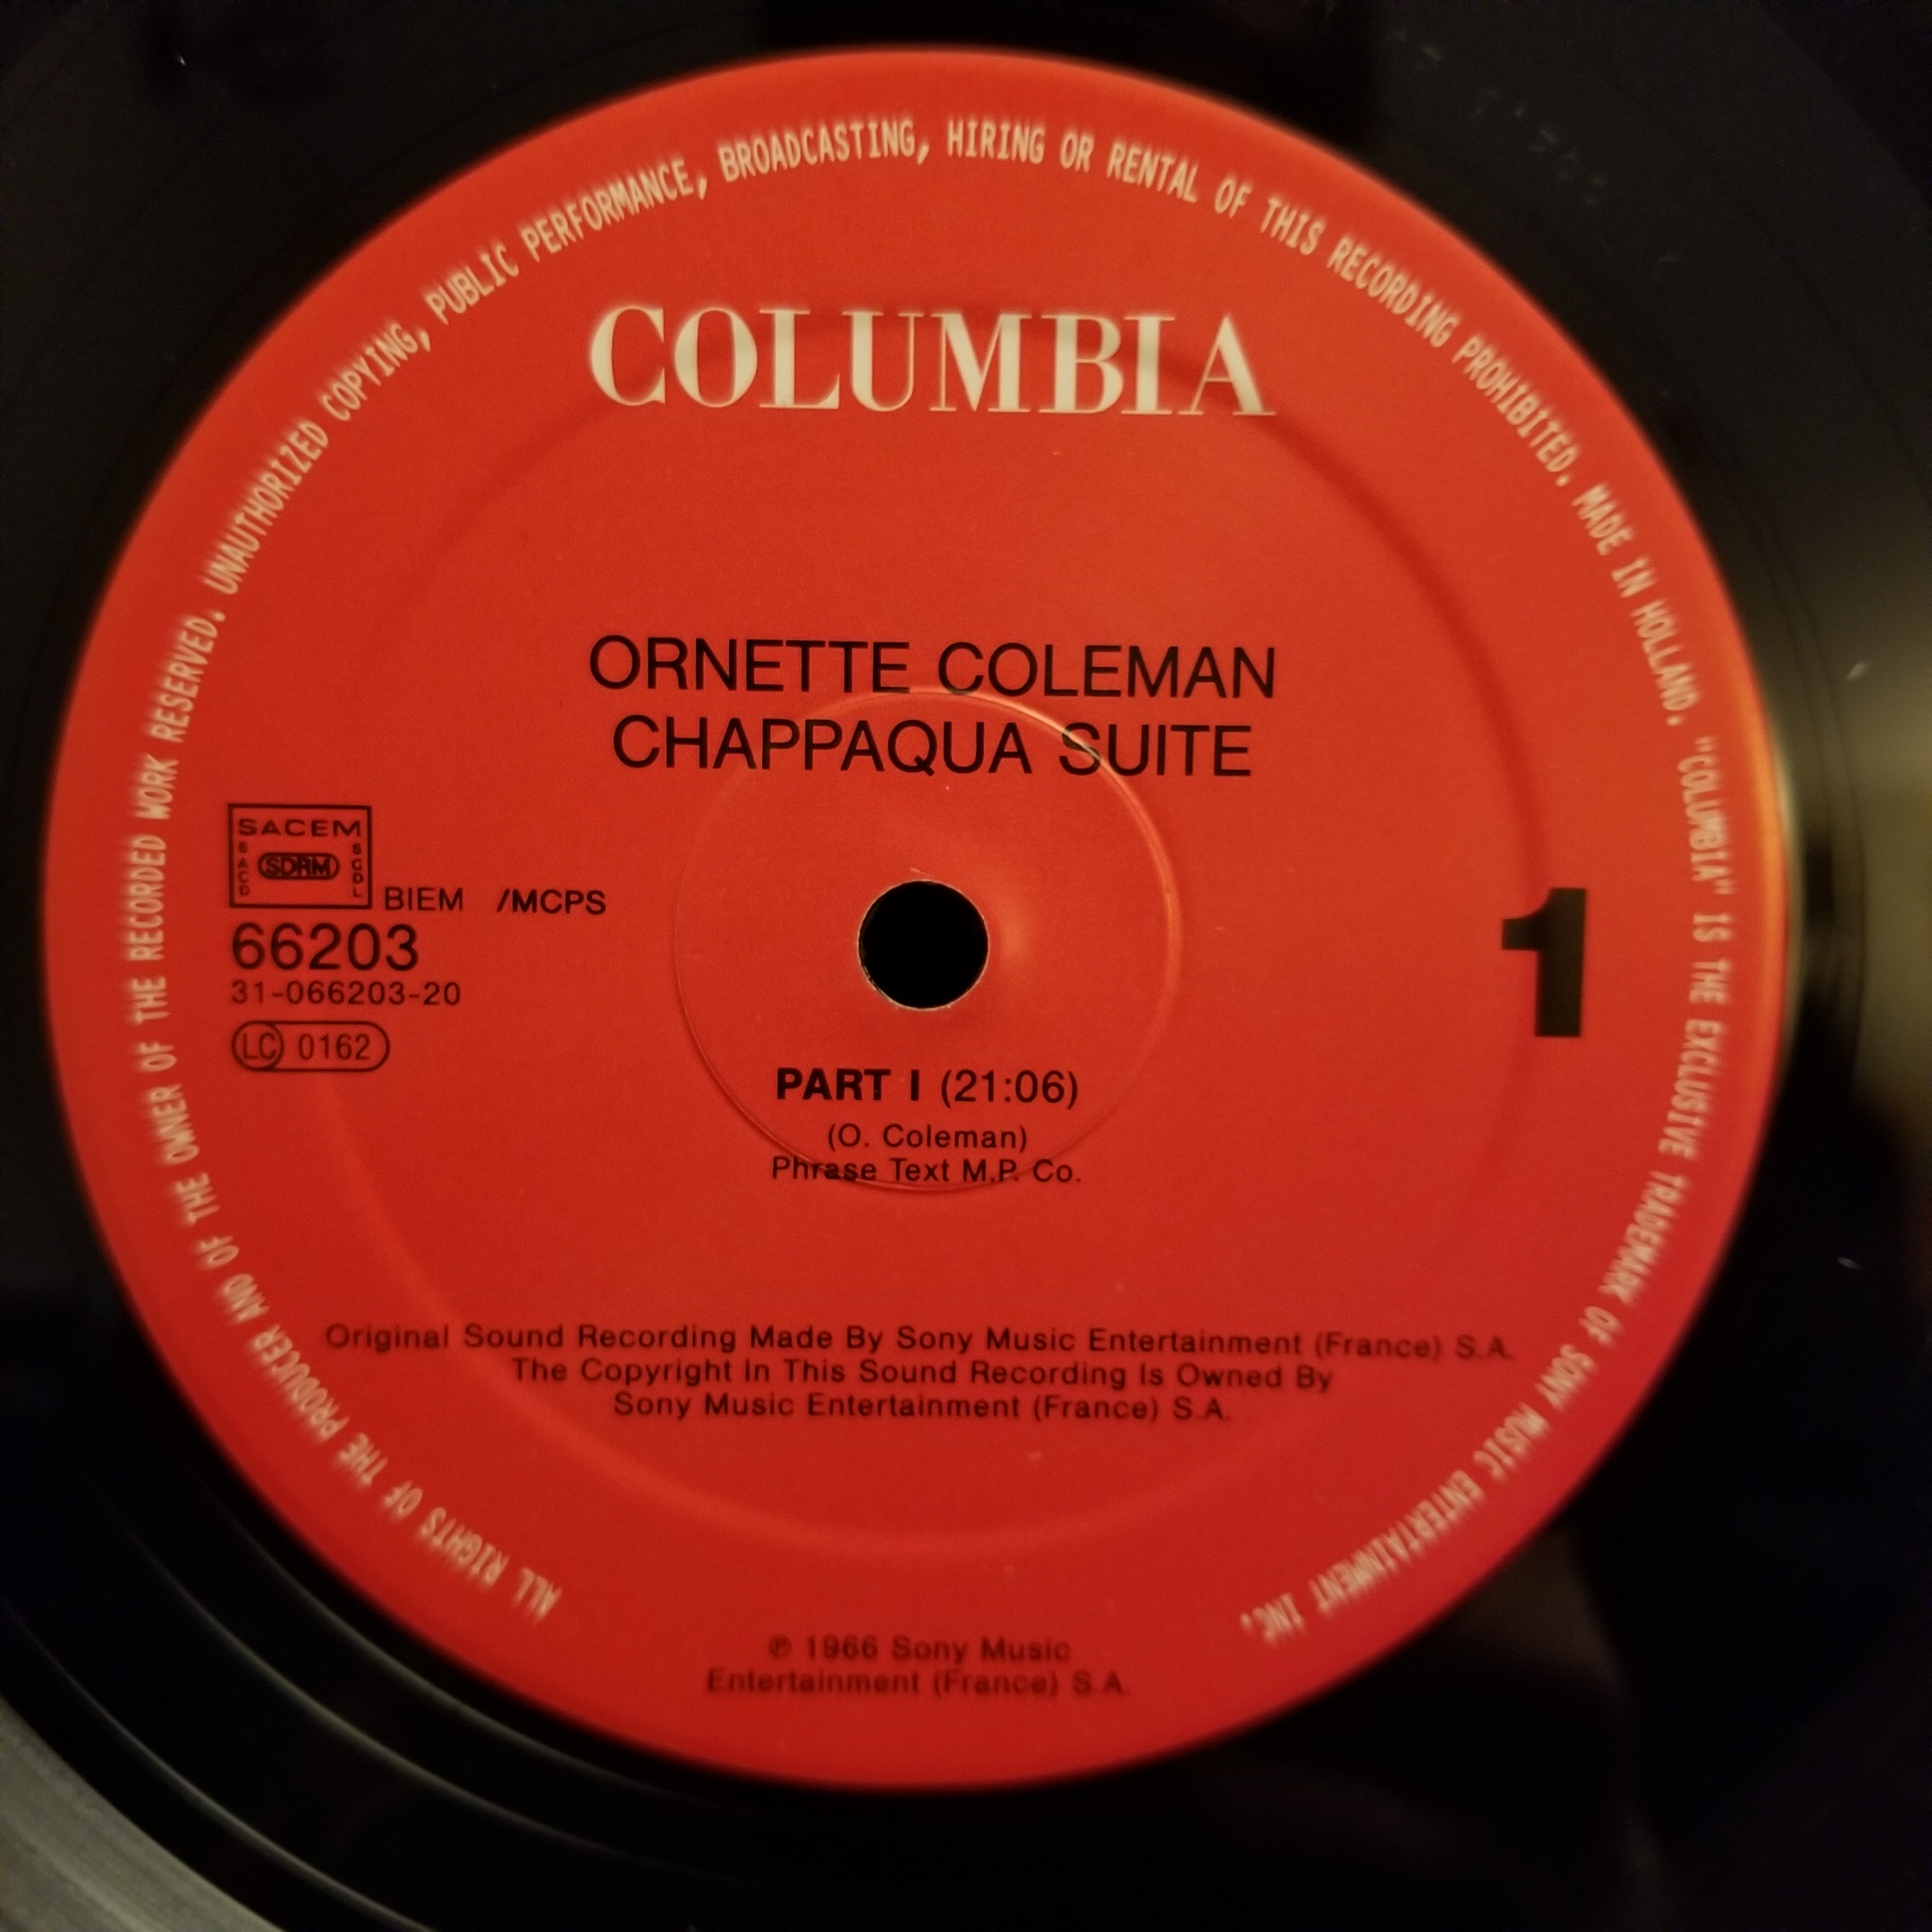 ALL RIGHTS OF THE PRODUCER AND OF THE OWNER OF THE RECORDED WORK RESERVED. UNAUTHORIZED COPYING, PUBLIC PERFORMANCE, BROADCASTING, HIRING OR RENTAL OF THIS RECORDING PROHIBITED. MADE IN HOLLAND. "COLUMBIA" IS THE EXCLUSIVE TRADEMARK OF SONY MUSIC ENTERTAINMENT INC.
COLUMBIA
ORNETTE COLEMAN
CHAPPAQUA SUITE
SACEM
SACD
SDRM
SGDL
BIEM /MCPS
66203
31-066203-20
LC 0162
1
PART I (21:06)
(O. Coleman)
Phrase Text M.P. Co.
Original Sound Recording Made By Sony Music Entertainment (France) S.A.
The Copyright In This Sound Recording Is Owned By
Sony Music Entertainment (France) S.A.
℗ 1966 Sony Music
Entertainment (France) S.A.